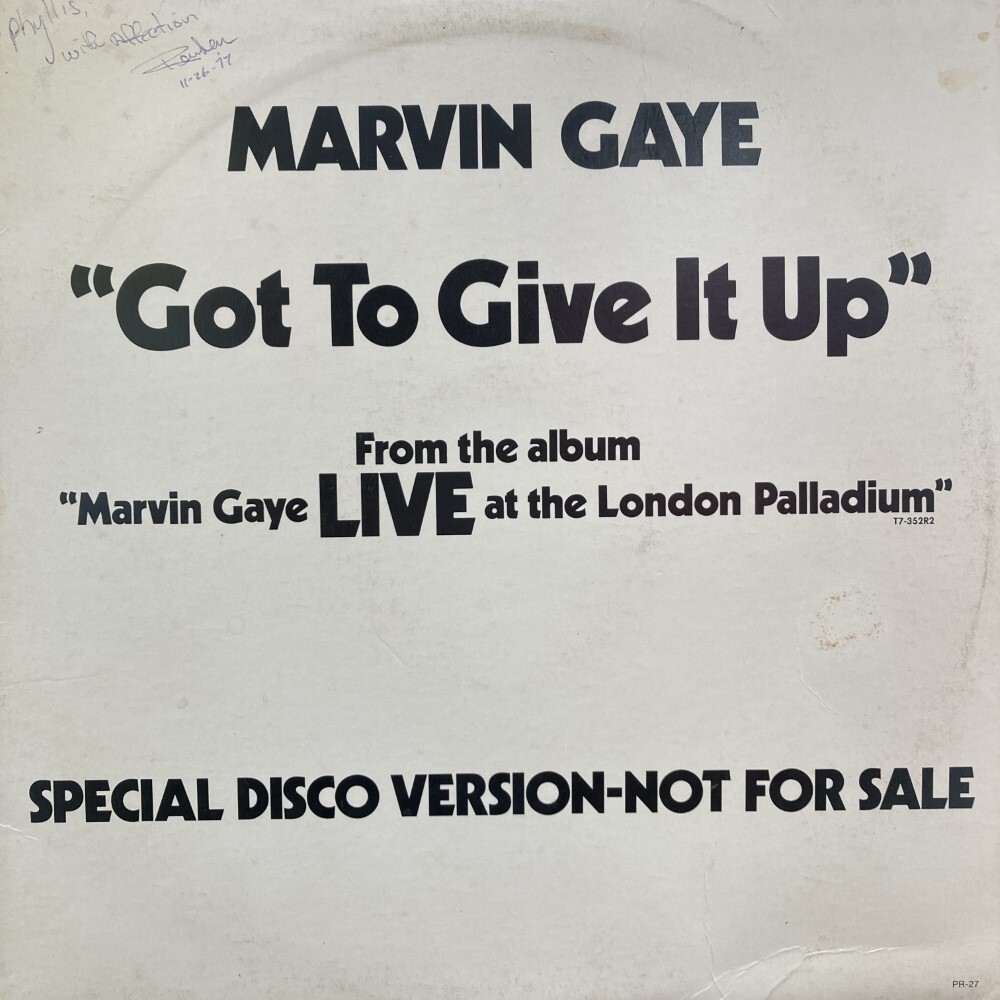 Phyllis,
with affection
Reuben
11-26-77
MARVIN GAYE
"Got To Give It Up"
From the album
"Marvin Gaye LIVE at the London Palladium"
T7-352R2
SPECIAL DISCO VERSION-NOT FOR SALE
PR-27